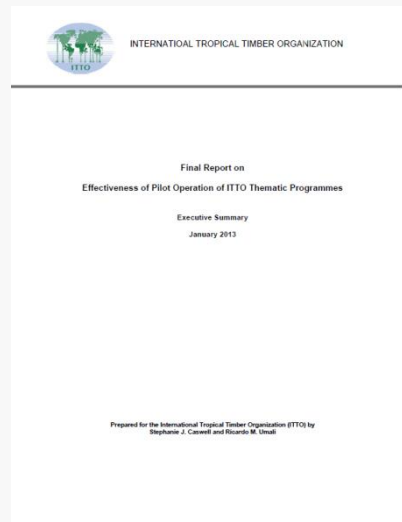 ITTO
INTERNATIOAL TROPICAL TIMBER ORGANIZATION
Final Report on
Effectiveness of Pilot Operation of ITTO Thematic Programmes
Executive Summary
January 2013
Prepared for the International Tropical Timber Organization (ITTO) by
Stephanie J. Caswell and Ricardo M. Umali